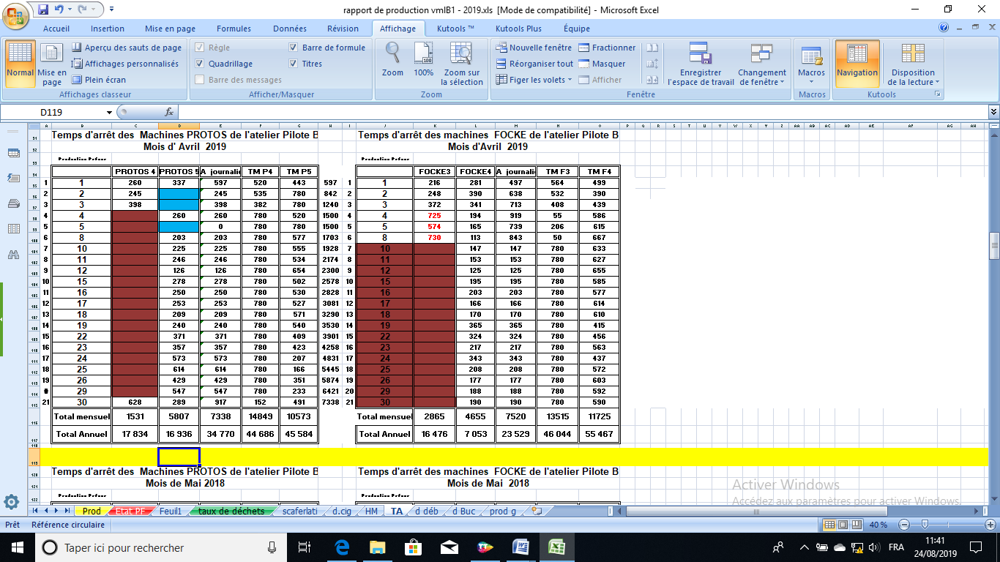 rapport de production vmlB1 - 2019.xls [Mode de compatibilité] - Microsoft Excel
Accueil Insertion Mise en page Formules Données Révision Affichage Kutools ™ Kutools Plus Équipe
Normal Mise en page Aperçu des sauts de page Affichages personnalisés Plein écran
Affichages classeur
Règle Barre de formule
Quadrillage Titres
Barre des messages
Afficher/Masquer
Zoom 100% Zoom sur la sélection
Zoom
Nouvelle fenêtre Fractionner
Réorganiser tout Masquer
Figer les volets Afficher
Enregistrer l'espace de travail Changement de fenêtre
Fenêtre
Macros
Macros
Navigation Disposition de la lecture
Kutools
D119 fx
Temps d'arrêt des Machines PROTOS de l'atelier Pilote B Temps d'arrêt des machines FOCKE de l'atelier Pilote B
Mois d' Avril 2019 Mois d'Avril 2019
PROTOS 4 PROTOS 5 A journalie TM P4 TM P5 FOCKE3 FOCKE4 A journalie TM F3 TM F4
1 1 260 337 597 520 443 597 1 1 216 281 497 564 499
2 2 245 245 535 780 842 2 2 248 390 638 532 390
3 3 398 398 382 780 1240 3 3 372 341 713 408 439
4 4 260 260 780 520 1500 4 4 725 194 919 55 586
5 5 0 780 780 1500 5 5 574 165 739 206 615
6 8 203 203 780 577 1703 6 8 730 113 843 50 667
7 10 225 225 780 555 1928 7 10 147 147 780 633
8 11 246 246 780 534 2174 8 11 153 153 780 627
9 12 126 126 780 654 2300 9 12 125 125 780 655
10 15 278 278 780 502 2578 10 15 195 195 780 585
11 16 250 250 780 530 2828 11 16 203 203 780 577
12 17 253 253 780 527 3081 12 17 166 166 780 614
13 18 209 209 780 571 3290 13 18 170 170 780 610
14 19 240 240 780 540 3530 14 19 365 365 780 415
15 22 371 371 780 409 3901 15 22 324 324 780 456
16 23 357 357 780 423 4258 16 23 217 217 780 563
17 24 573 573 780 207 4831 17 24 343 343 780 437
18 25 614 614 780 166 5445 18 25 208 208 780 572
19 26 429 429 780 351 5874 19 26 177 177 780 603
# 29 547 547 780 233 6421 20 29 188 188 780 592
21 30 628 289 917 152 491 7338 21 30 190 190 780 590
Total mensuel 1531 5807 7338 14849 10573 Total mensuel 2865 4655 7520 13515 11725
Total Annuel 17 834 16 936 34 770 44 686 45 584 Total Annuel 16 476 7 053 23 529 46 044 55 467
Temps d'arrêt des Machines PROTOS de l'atelier Pilote B Temps d'arrêt des machines FOCKE de l'atelier Pilote B
Mois de Mai 2018 Mois de Mai 2018
Activer Windows
Accédez aux paramètres pour activer Windows.
Prod Etat PF Feuil1 taux de déchets scaferlati d.cig HM TA d déb d Buc prod g
Prêt Référence circulaire 40 %
Taper ici pour rechercher
FRA
11:41
24/08/2019